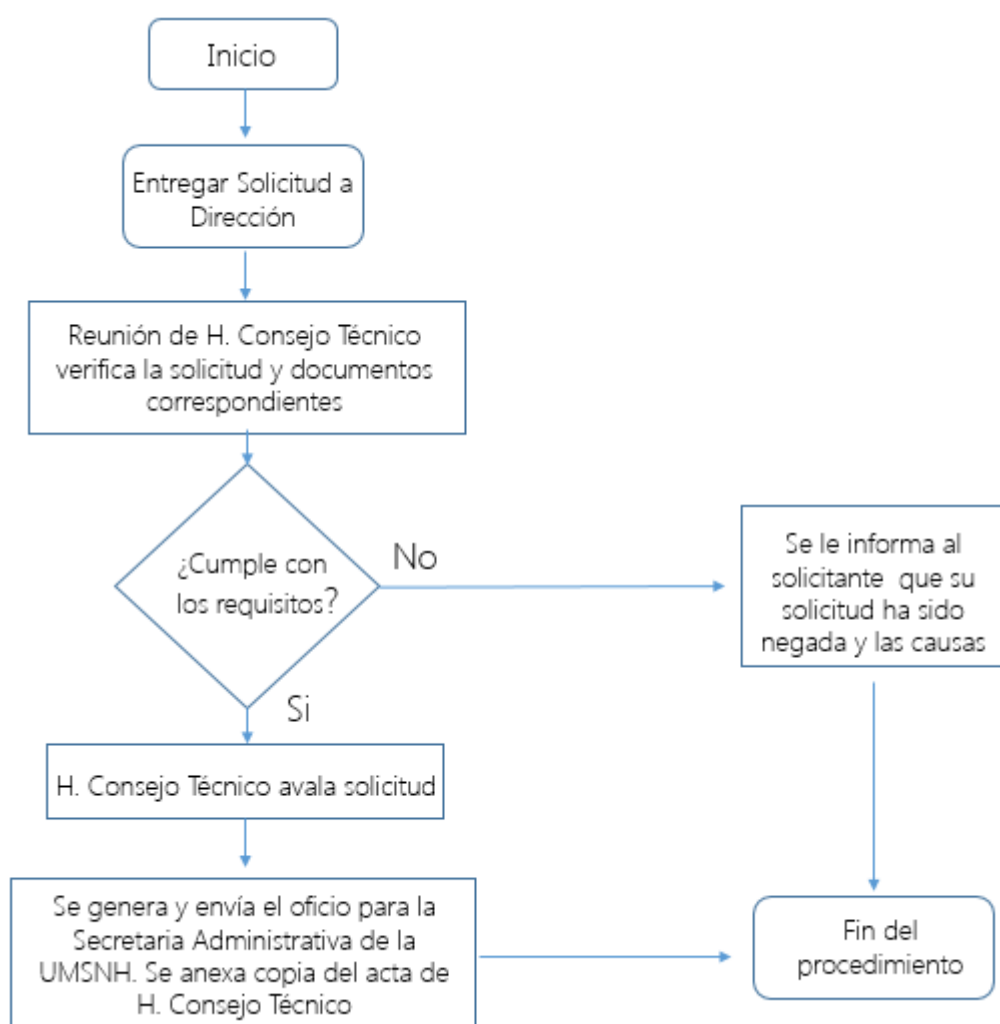 Inicio
Entregar Solicitud a
Dirección
Reunión de H. Consejo Técnico
verifica la solicitud y documentos
correspondientes
¿Cumple con
los requisitos?
No
Se le informa al
solicitante que su
solicitud ha sido
negada y las causas
Si
H. Consejo Técnico avala solicitud
Se genera y envía el oficio para la
Secretaria Administrativa de la
UMSNH. Se anexa copia del acta de
H. Consejo Técnico
Fin del
procedimiento